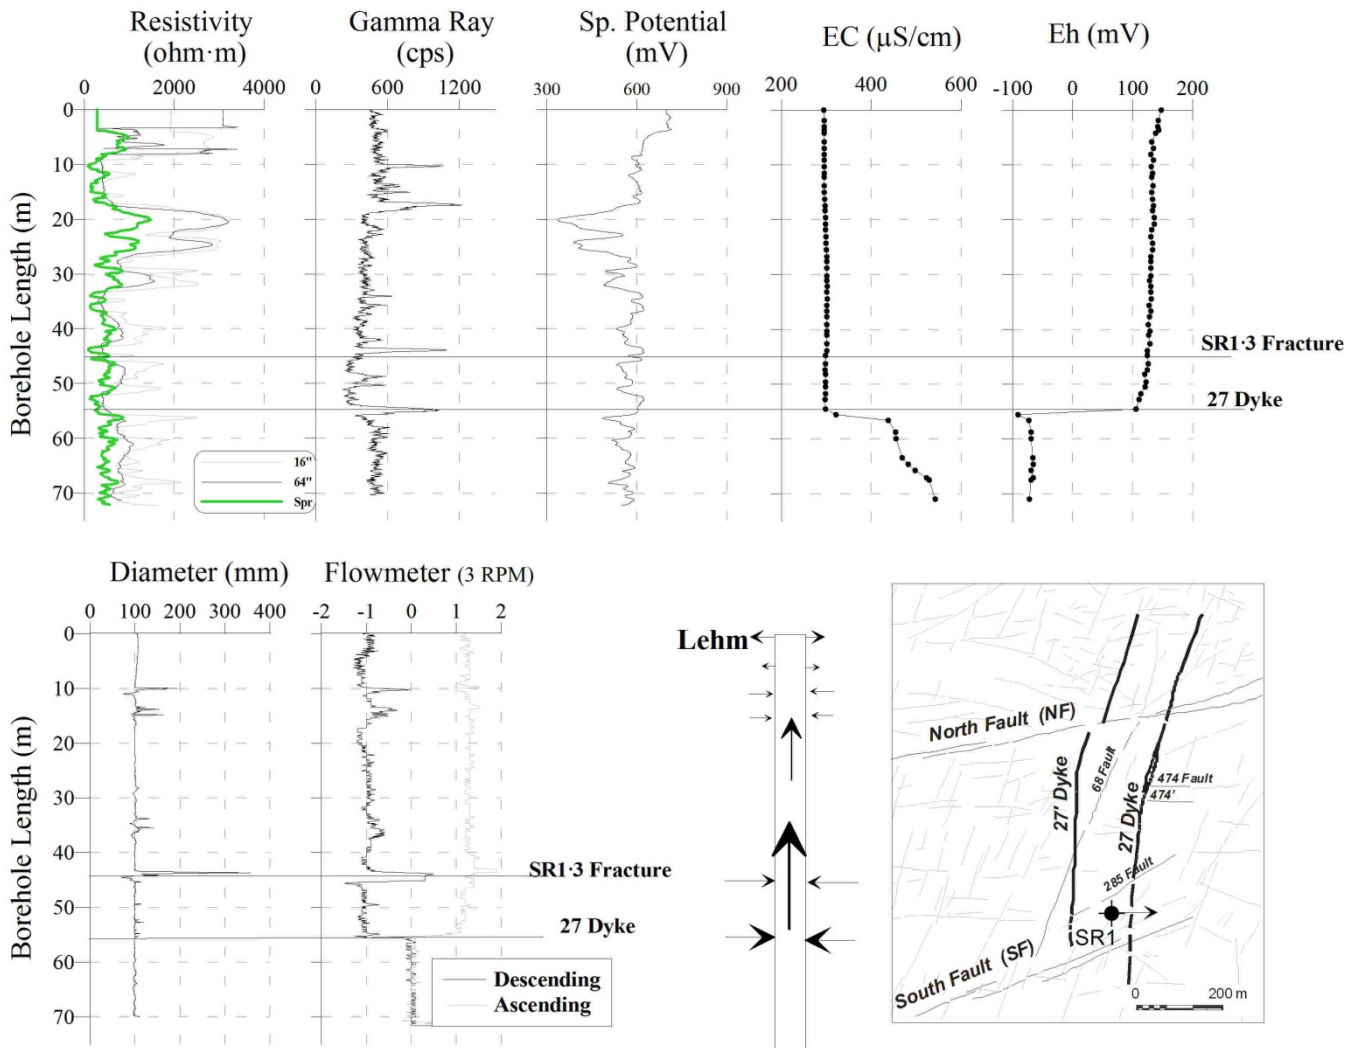 Resistivity
(ohm·m)
Gamma Ray
(cps)
Sp. Potential
(mV)
EC (µS/cm)
Eh (mV)
0 2000 4000
0 600 1200
300 600 900
200 400 600
-100 0 100 200
Borehole Length (m)
0
10
20
30
40
50
60
70
SR1·3 Fracture
27 Dyke
16"
64"
Spr
Diameter (mm)
Flowmeter (3 RPM)
0 100 200 300 400
-2 -1 0 1 2
Borehole Length (m)
0
10
20
30
40
50
60
70
SR1·3 Fracture
27 Dyke
Descending
Ascending
Lehm
North Fault (NF)
68 Fault
474 Fault
474'
27' Dyke
27 Dyke
285 Fault
SR1
South Fault (SF)
0 200 m